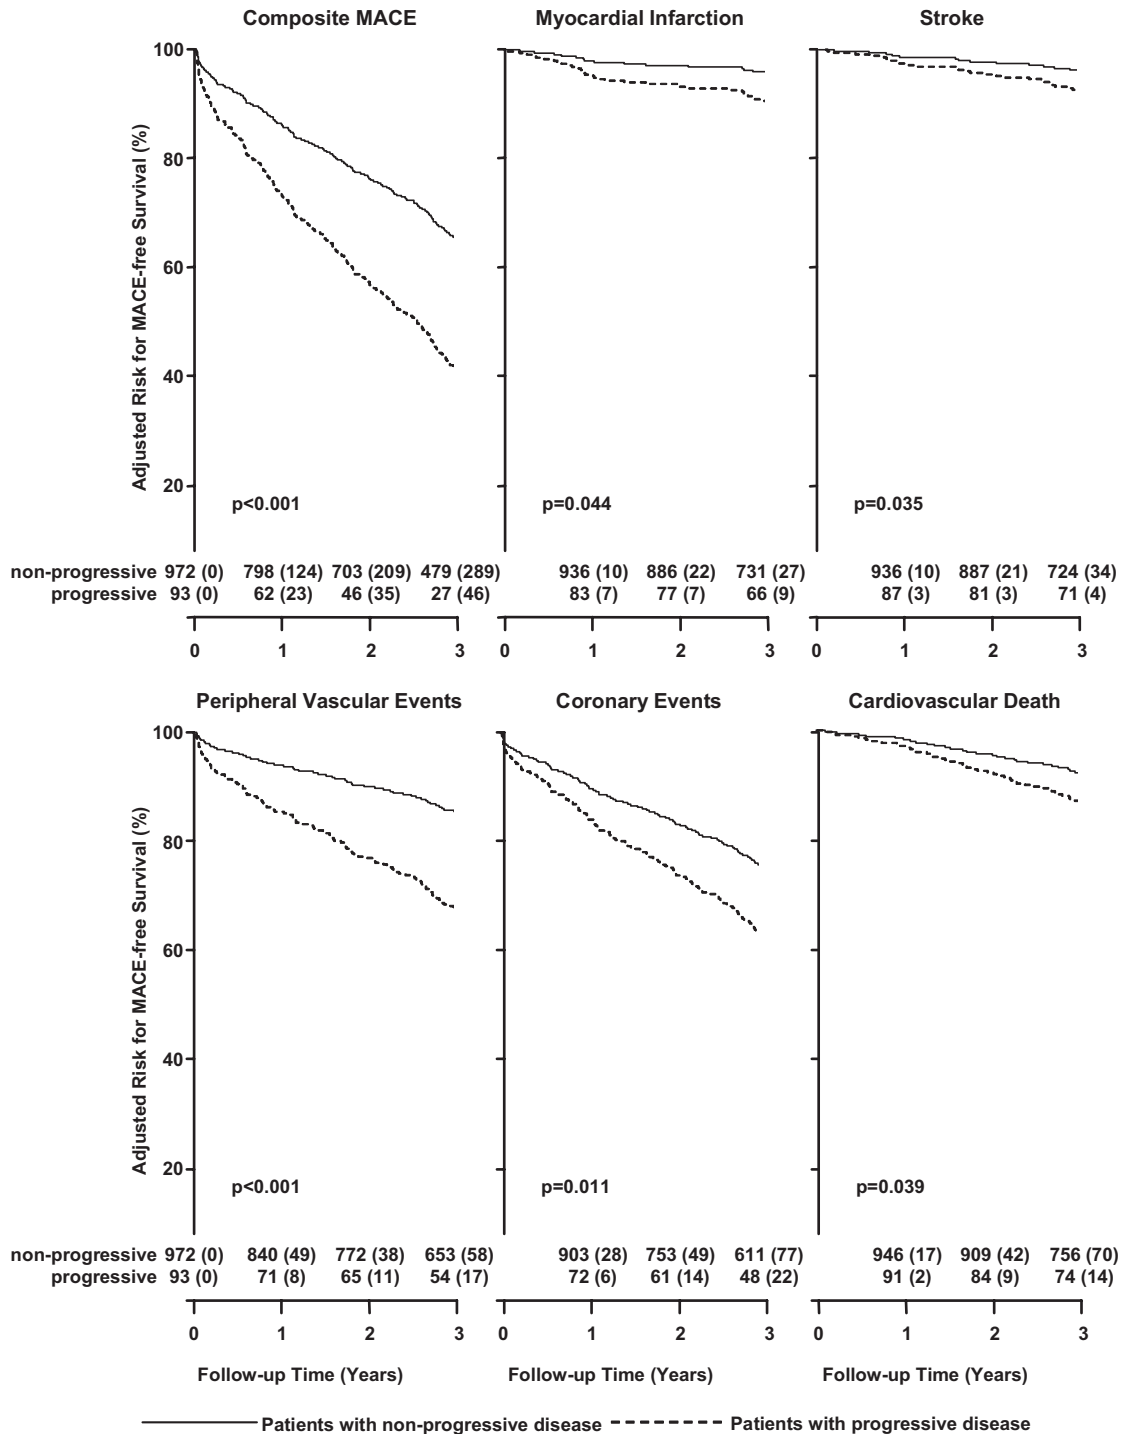 Composite MACE Myocardial Infarction Stroke
Adjusted Risk for MACE-free Survival (%)
100
80
60
40
20
p<0.001 p=0.044 p=0.035
non-progressive 972 (0) 798 (124) 703 (209) 479 (289) 936 (10) 886 (22) 731 (27) 936 (10) 887 (21) 724 (34)
progressive 93 (0) 62 (23) 46 (35) 27 (46) 83 (7) 77 (7) 66 (9) 87 (3) 81 (3) 71 (4)
0 1 2 3 0 1 2 3 0 1 2 3
Peripheral Vascular Events Coronary Events Cardiovascular Death
Adjusted Risk for MACE-free Survival (%)
100
80
60
40
20
p<0.001 p=0.011 p=0.039
non-progressive 972 (0) 840 (49) 772 (38) 653 (58) 903 (28) 753 (49) 611 (77) 946 (17) 909 (42) 756 (70)
progressive 93 (0) 71 (8) 65 (11) 54 (17) 72 (6) 61 (14) 48 (22) 91 (2) 84 (9) 74 (14)
0 1 2 3 0 1 2 3 0 1 2 3
Follow-up Time (Years) Follow-up Time (Years) Follow-up Time (Years)
Patients with non-progressive disease Patients with progressive disease